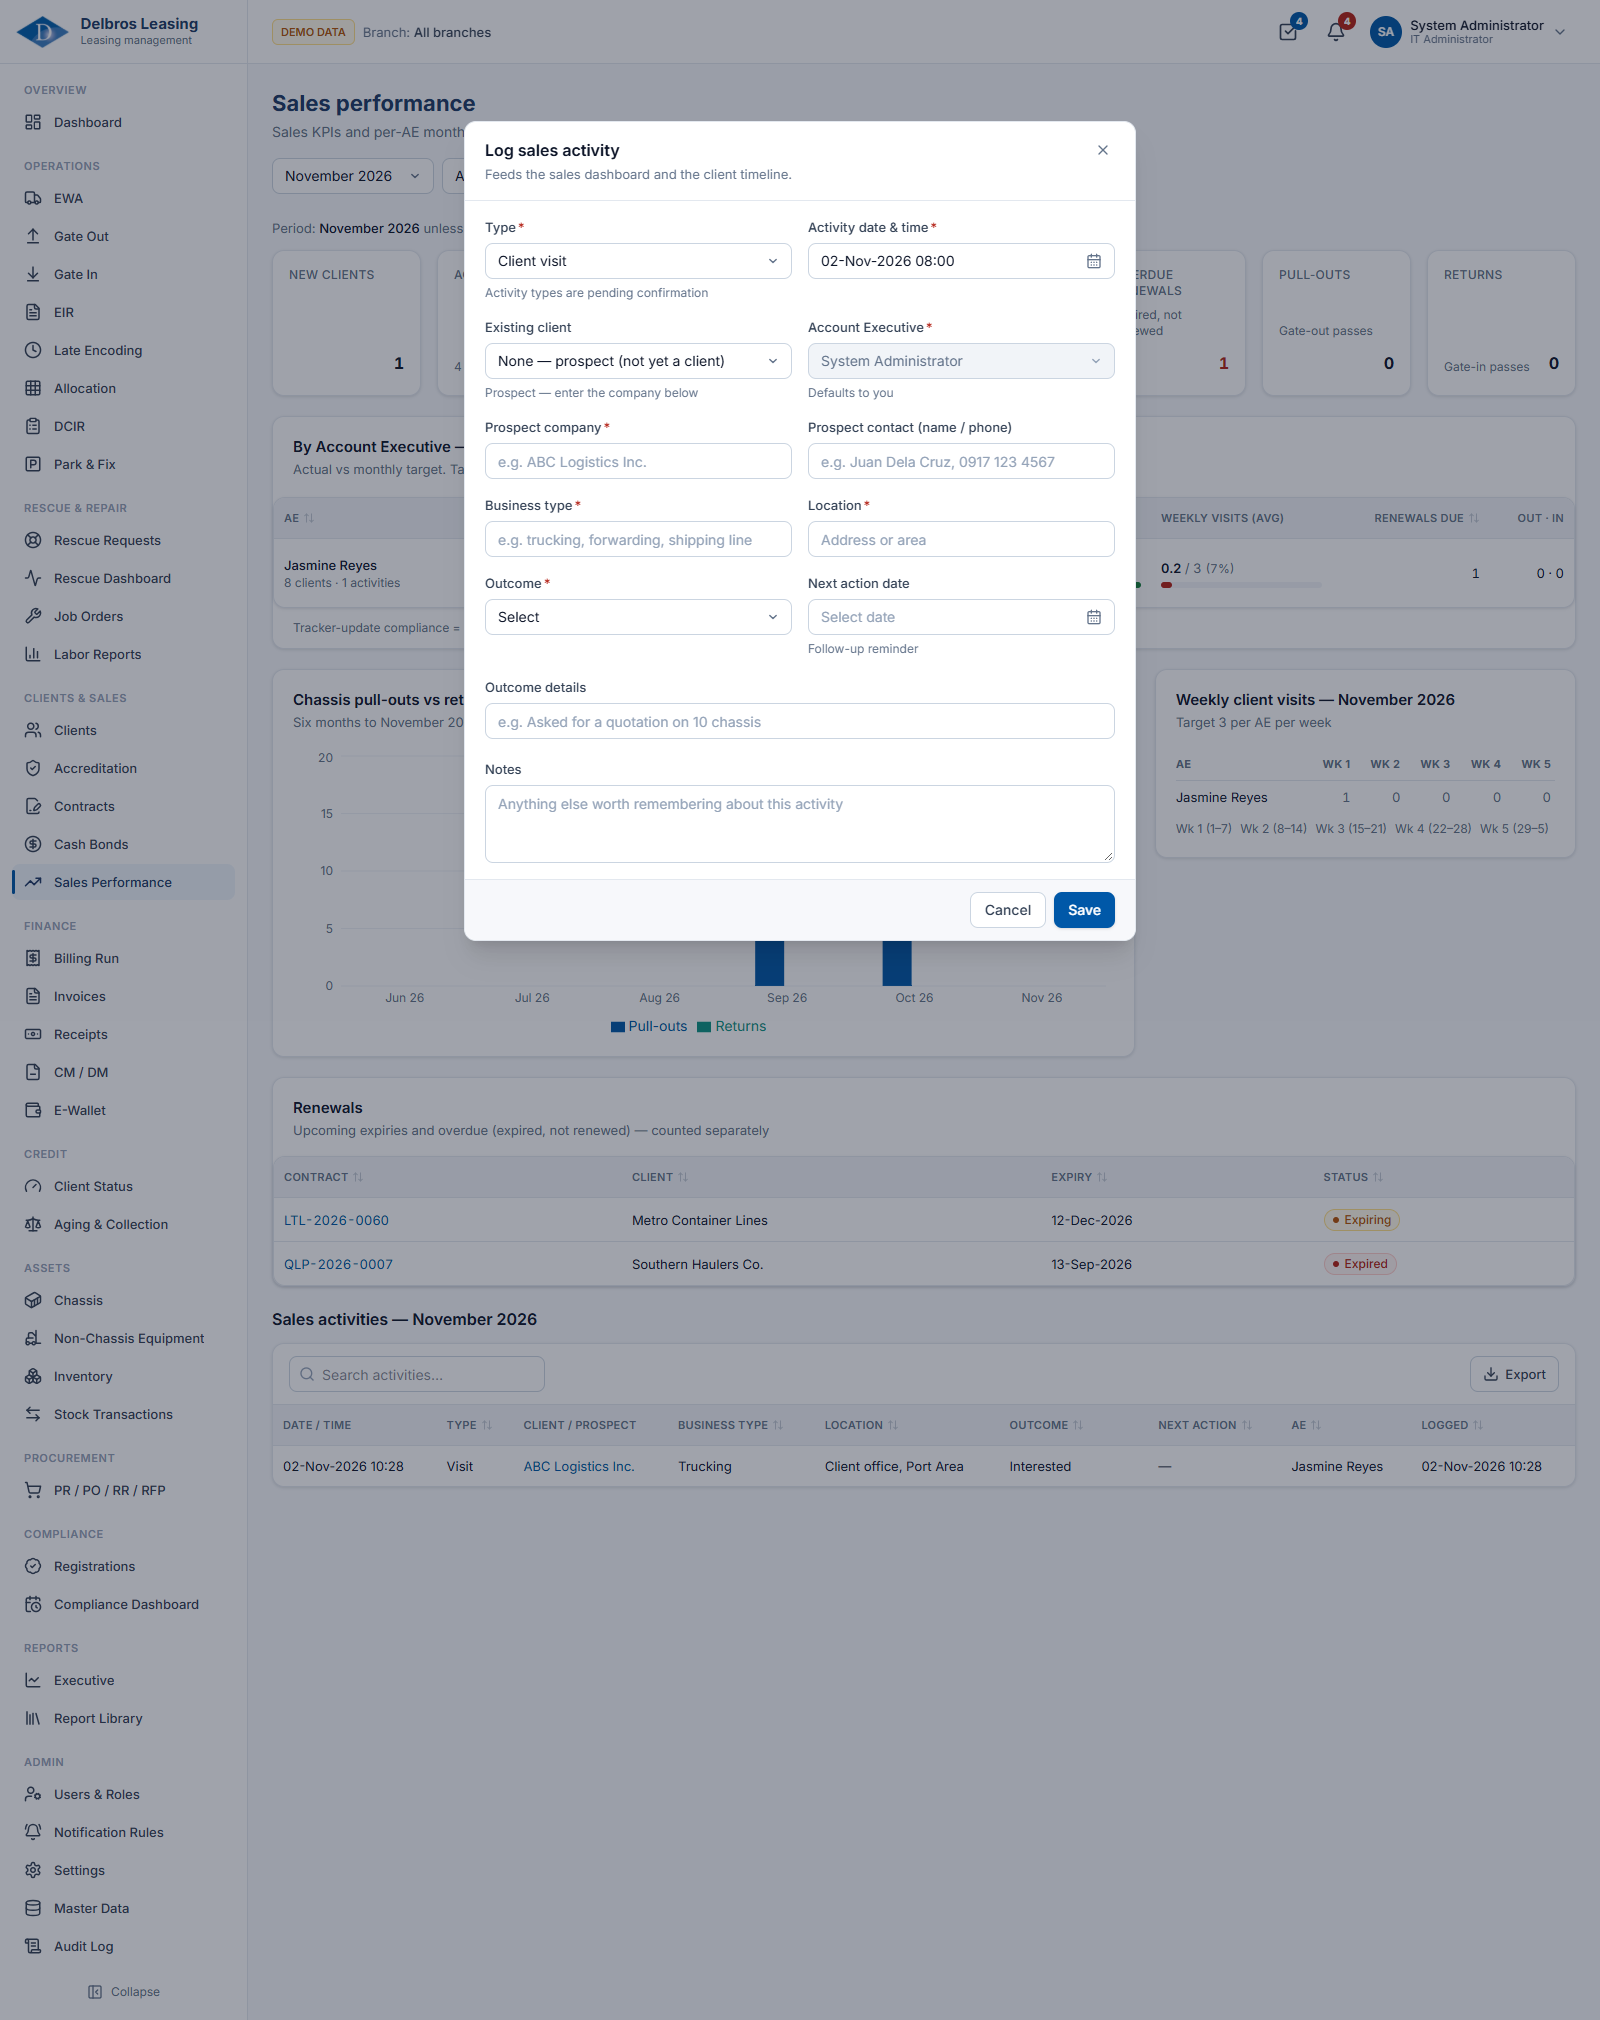 Delbros Leasing
Leasing management
DEMO DATA
Branch: All branches
4
4
SA
System Administrator
IT Administrator
OVERVIEW
Dashboard
OPERATIONS
EWA
Gate Out
Gate In
EIR
Late Encoding
Allocation
DCIR
Park & Fix
RESCUE & REPAIR
Rescue Requests
Rescue Dashboard
Job Orders
Labor Reports
CLIENTS & SALES
Clients
Accreditation
Contracts
Cash Bonds
Sales Performance
FINANCE
Billing Run
Invoices
Receipts
CM / DM
E-Wallet
CREDIT
Client Status
Aging & Collection
ASSETS
Chassis
Non-Chassis Equipment
Inventory
Stock Transactions
PROCUREMENT
PR / PO / RR / RFP
COMPLIANCE
Registrations
Compliance Dashboard
REPORTS
Executive
Report Library
ADMIN
Users & Roles
Notification Rules
Settings
Master Data
Audit Log
Collapse
Sales performance
Sales KPIs and per-AE month
November 2026
A
Period: November 2026 unless
NEW CLIENTS
1
4
1
PULL-OUTS
Gate-out passes
0
RETURNS
Gate-in passes 0
Log sales activity
Feeds the sales dashboard and the client timeline.
Type *
Client visit
Activity types are pending confirmation
Activity date & time *
02-Nov-2026 08:00
Existing client
None — prospect (not yet a client)
Prospect — enter the company below
Account Executive *
System Administrator
Defaults to you
Prospect company *
e.g. ABC Logistics Inc.
Prospect contact (name / phone)
e.g. Juan Dela Cruz, 0917 123 4567
Business type *
e.g. trucking, forwarding, shipping line
Location *
Address or area
Outcome *
Select
Next action date
Select date
Follow-up reminder
Outcome details
e.g. Asked for a quotation on 10 chassis
Notes
Anything else worth remembering about this activity
Cancel
Save
By Account Executive —
Actual vs monthly target. Ta
AE
WEEKLY VISITS (AVG)
RENEWALS DUE
OUT · IN
Jasmine Reyes
8 clients · 1 activities
0.2 / 3 (7%)
1
0 · 0
Tracker-update compliance =
Chassis pull-outs vs ret
Six months to November 20
20
15
10
5
0
Jun 26
Jul 26
Aug 26
Sep 26
Oct 26
Nov 26
Pull-outs
Returns
Weekly client visits — November 2026
Target 3 per AE per week
AE WK 1 WK 2 WK 3 WK 4 WK 5
Jasmine Reyes 1 0 0 0 0
Wk 1 (1–7) Wk 2 (8–14) Wk 3 (15–21) Wk 4 (22–28) Wk 5 (29–5)
Renewals
Upcoming expiries and overdue (expired, not renewed) — counted separately
CONTRACT CLIENT EXPIRY STATUS
LTL-2026-0060 Metro Container Lines 12-Dec-2026 Expiring
QLP-2026-0007 Southern Haulers Co. 13-Sep-2026 Expired
Sales activities — November 2026
Search activities...
Export
DATE / TIME TYPE CLIENT / PROSPECT BUSINESS TYPE LOCATION OUTCOME NEXT ACTION AE LOGGED
02-Nov-2026 10:28 Visit ABC Logistics Inc. Trucking Client office, Port Area Interested — Jasmine Reyes 02-Nov-2026 10:28